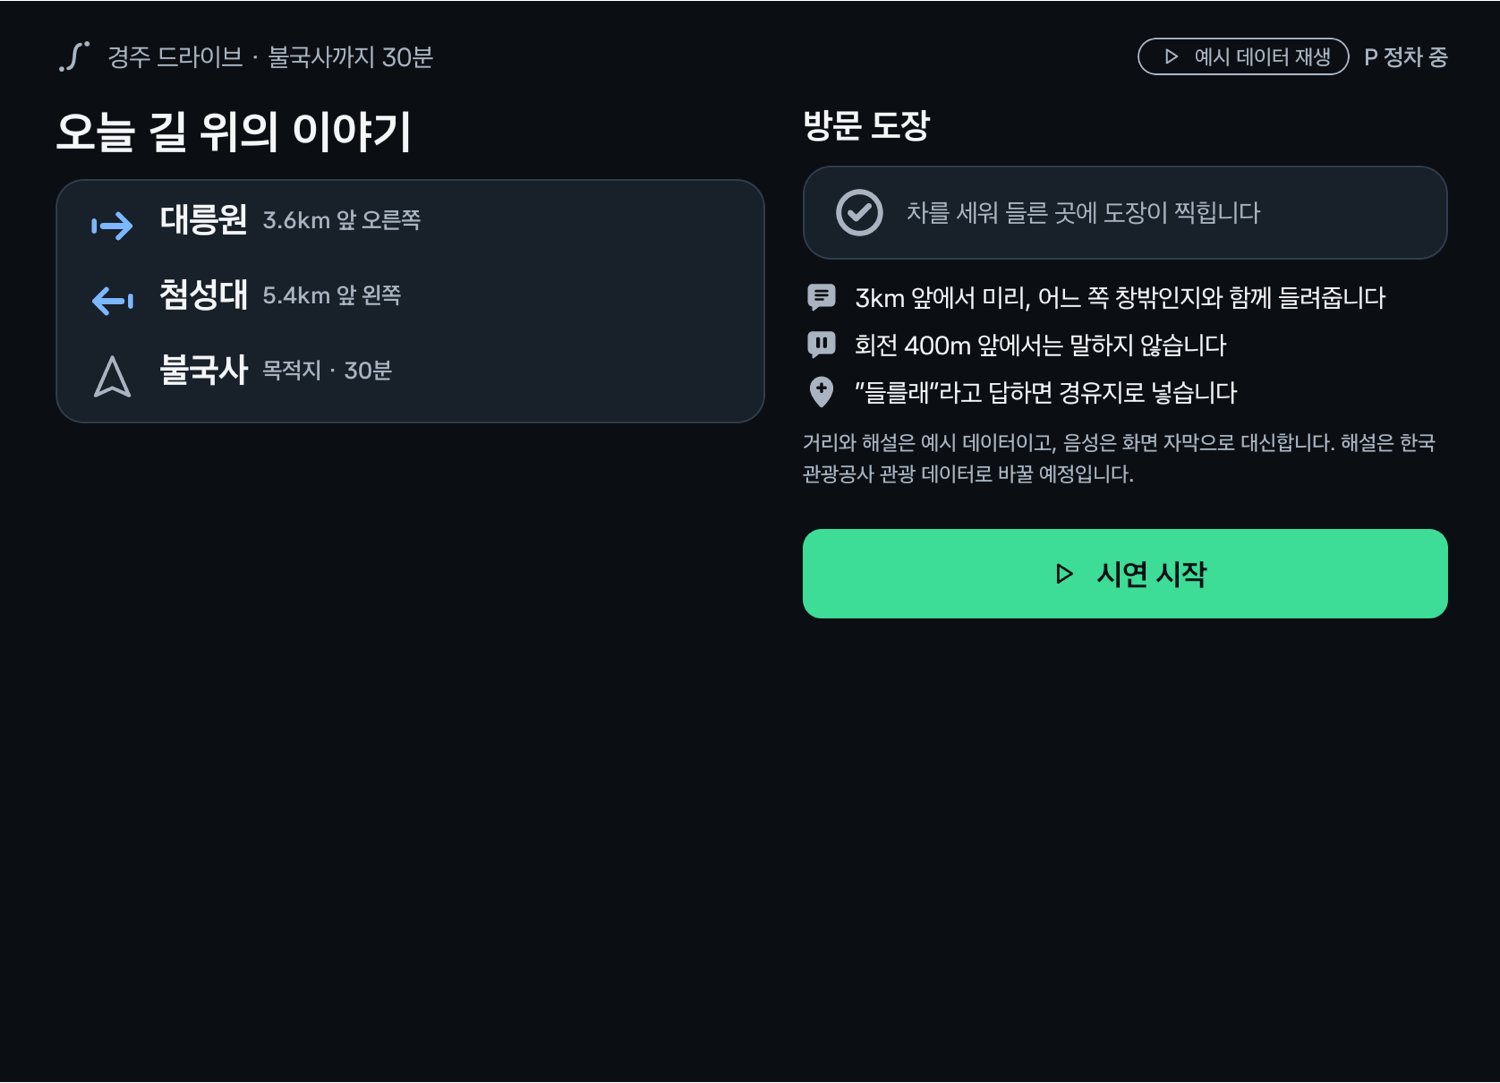 경주 드라이브 · 불국사까지 30분
예시 데이터 재생
P 정차 중
오늘 길 위의 이야기
대릉원 3.6km 앞 오른쪽
첨성대 5.4km 앞 왼쪽
불국사 목적지 · 30분
방문 도장
차를 세워 들른 곳에 도장이 찍힙니다
3km 앞에서 미리, 어느 쪽 창밖인지와 함께 들려줍니다
회전 400m 앞에서는 말하지 않습니다
"들를래"라고 답하면 경유지로 넣습니다
거리와 해설은 예시 데이터이고, 음성은 화면 자막으로 대신합니다. 해설은 한국
관광공사 관광 데이터로 바꿀 예정입니다.
시연 시작